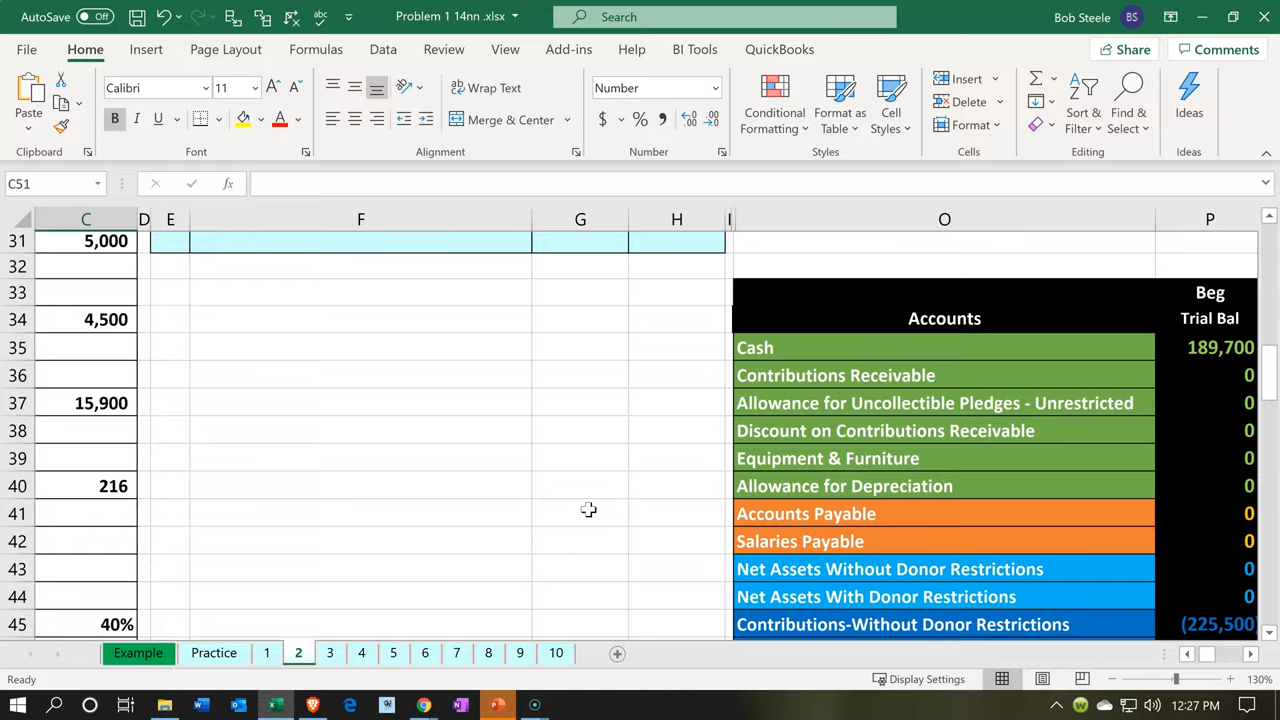 AutoSave Off Problem 1 14nn .xlsx Search Bob Steele BS
File Home Insert Page Layout Formulas Data Review View Add-ins Help BI Tools QuickBooks Share Comments
Paste Calibri 11 Wrap Text Number Conditional Formatting Format as Table Cell Styles Insert Sort & Filter Find & Select Ideas
B I U A Merge & Center $ % Delete
Format
Clipboard Font Alignment Number Styles Cells Editing Ideas
C51 fx
C D E F G H I O P
31 5,000
32
33 Beg
34 4,500 Accounts Trial Bal
35 Cash 189,700
36 Contributions Receivable 0
37 15,900 Allowance for Uncollectible Pledges - Unrestricted 0
38 Discount on Contributions Receivable 0
39 Equipment & Furniture 0
40 216 Allowance for Depreciation 0
41 Accounts Payable 0
42 Salaries Payable 0
43 Net Assets Without Donor Restrictions 0
44 Net Assets With Donor Restrictions 0
45 40% Contributions-Without Donor Restrictions (225,500)
Example Practice 1 2 3 4 5 6 7 8 9 10
Ready Display Settings 130%
12:27 PM